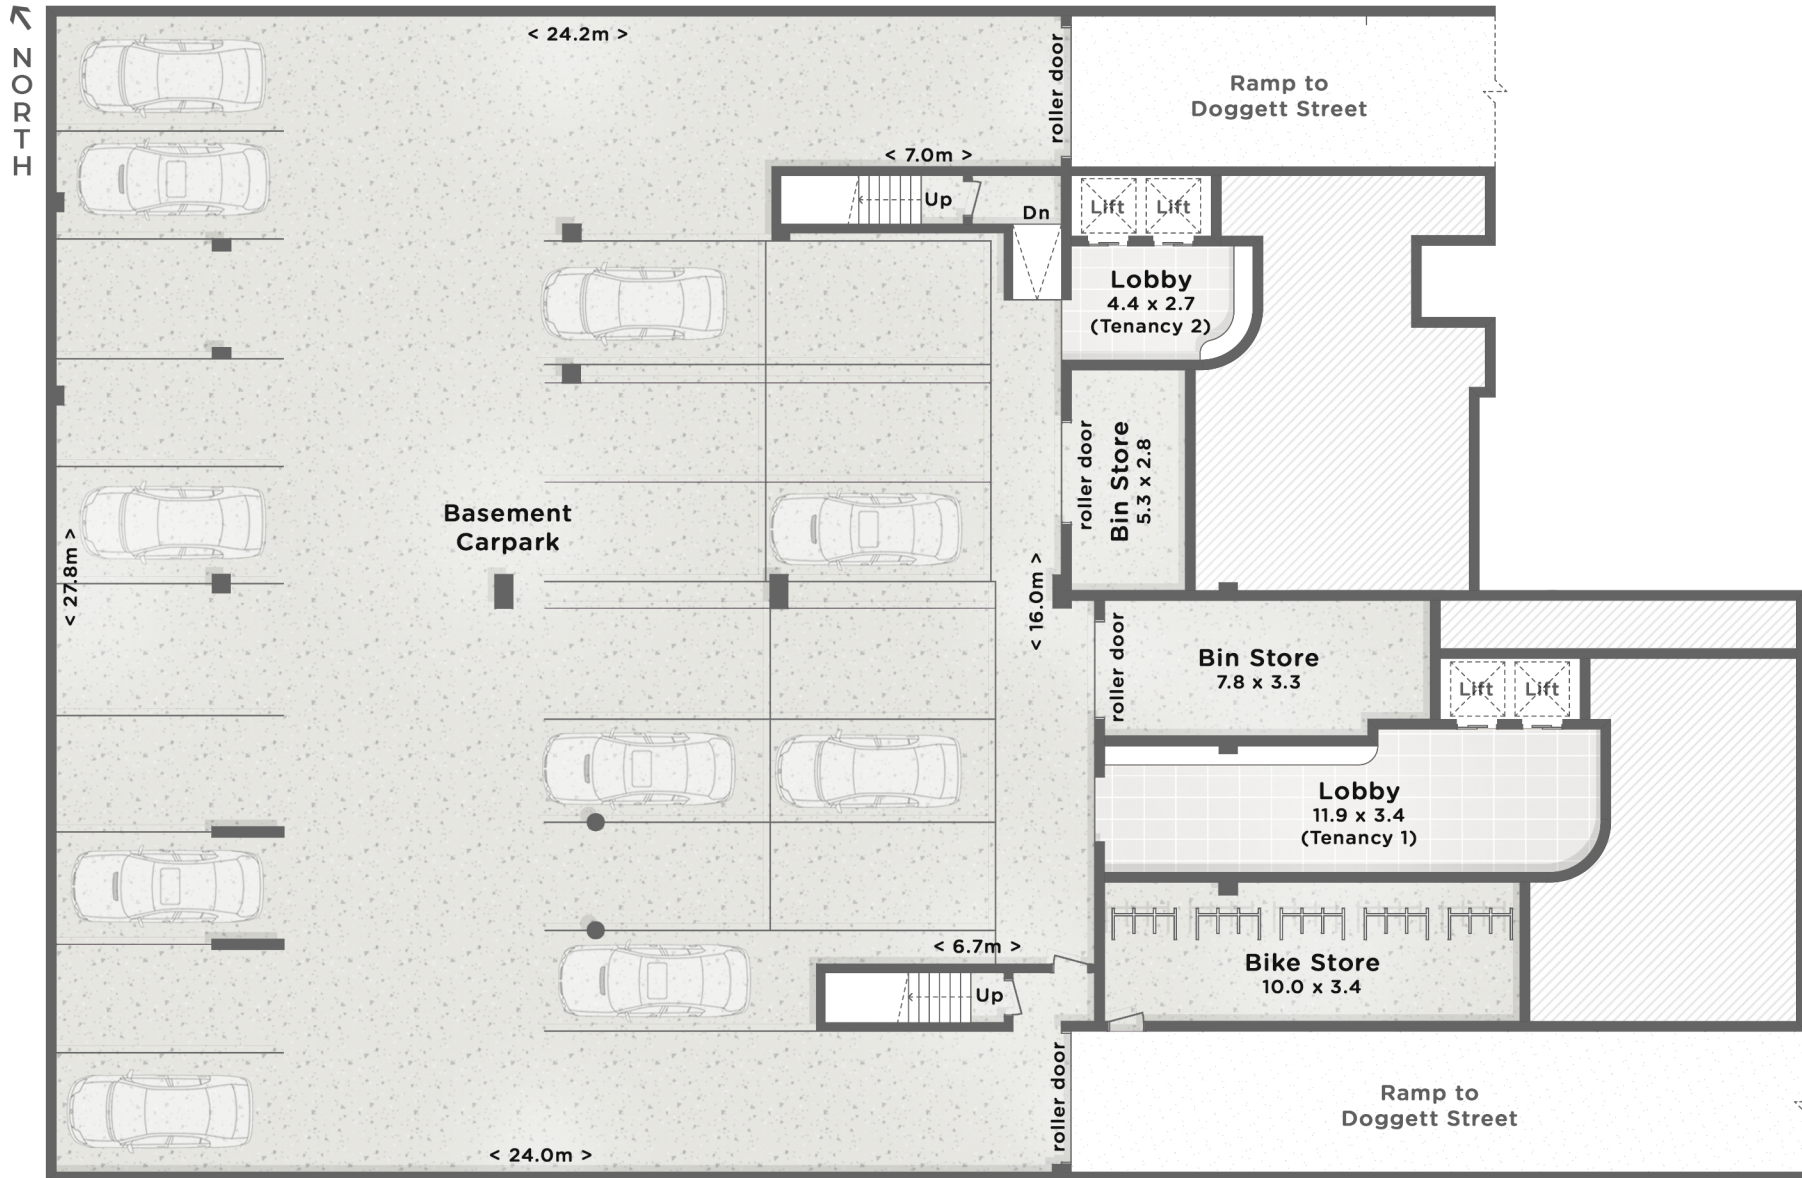 NORTH
< 24.2m >
roller door
Ramp to
Doggett Street
< 7.0m >
Up
Dn
Lift
Lift
Lobby
4.4 x 2.7
(Tenancy 2)
roller door
Bin Store
5.3 x 2.8
Basement
Carpark
< 27.8m >
< 16.0m >
roller door
Bin Store
7.8 x 3.3
Lift
Lift
Lobby
11.9 x 3.4
(Tenancy 1)
< 6.7m >
Up
Bike Store
10.0 x 3.4
roller door
Ramp to
Doggett Street
< 24.0m >